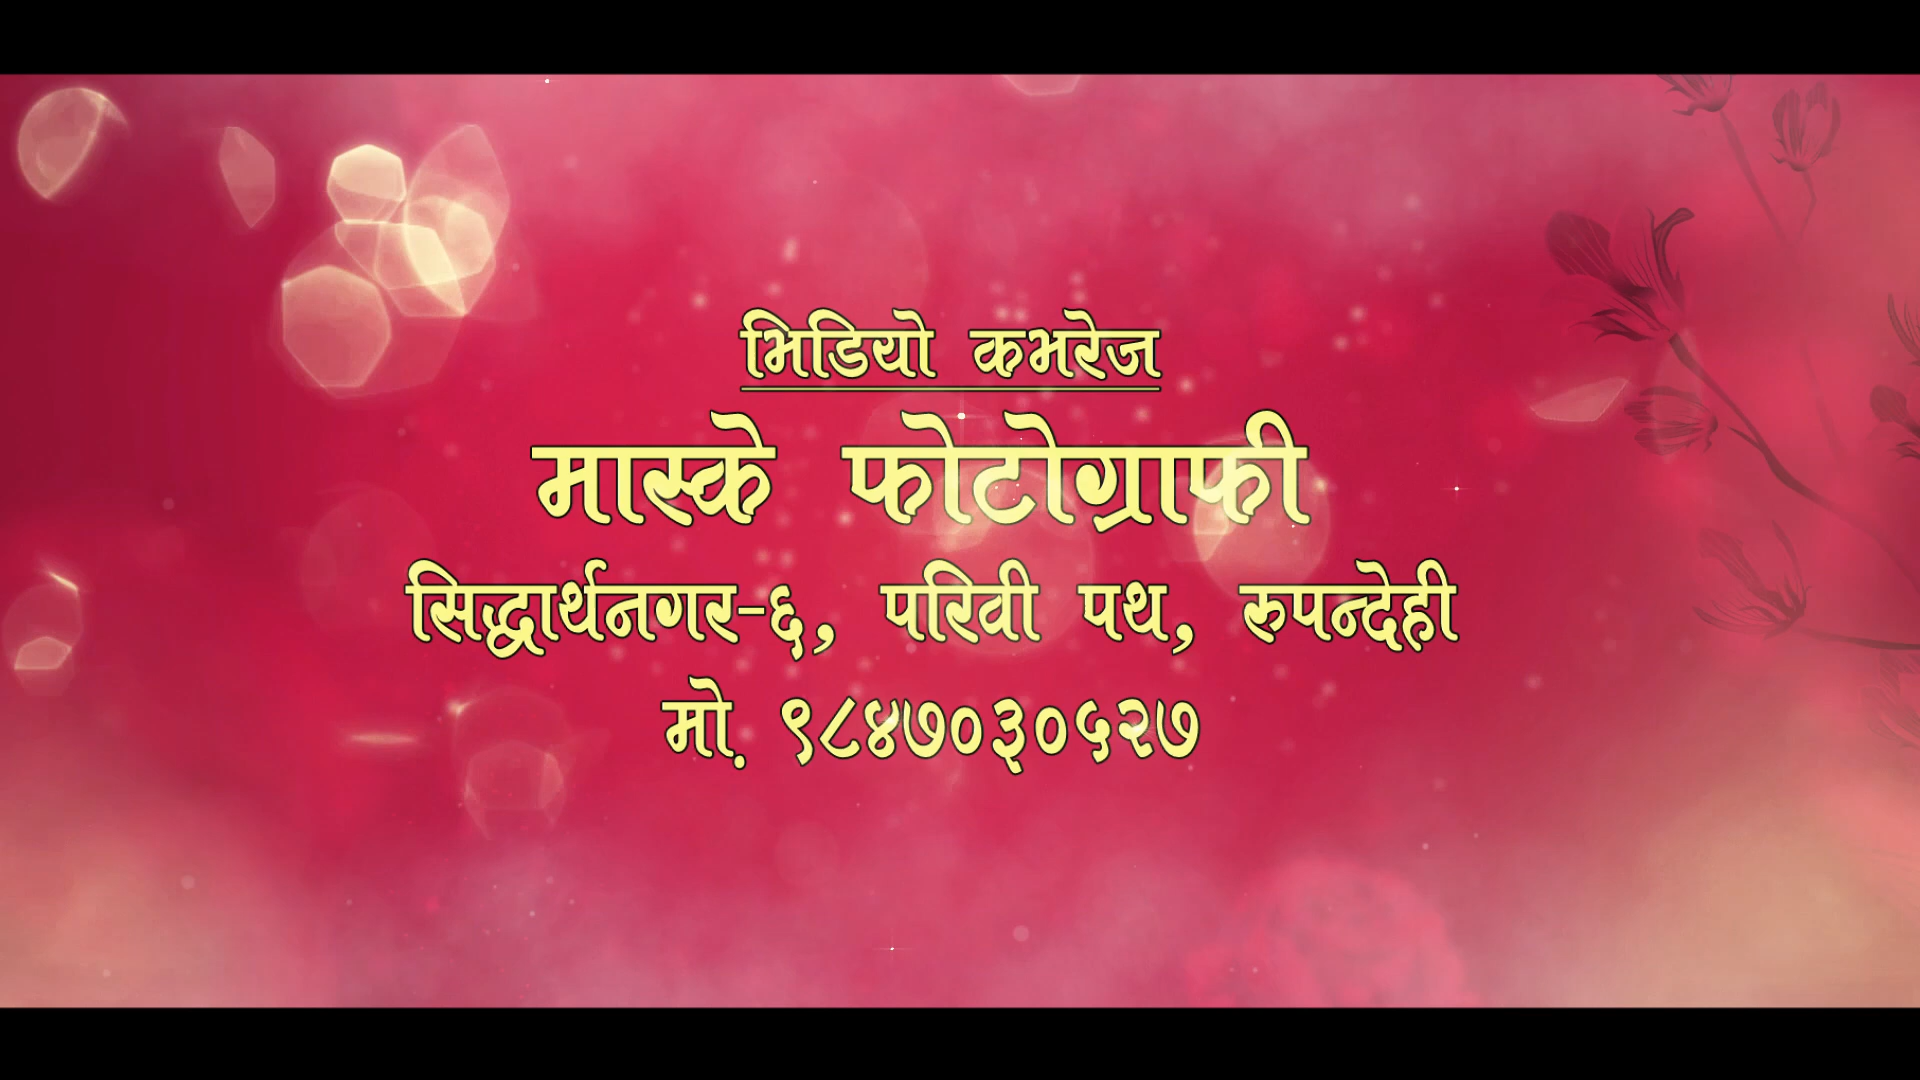 भिडियो कभरेज
मास्के फोटोग्राफी
सिद्धार्थनगर-६, परिवी पथ, रुपन्देही
मो. ९८४७०३०५२७